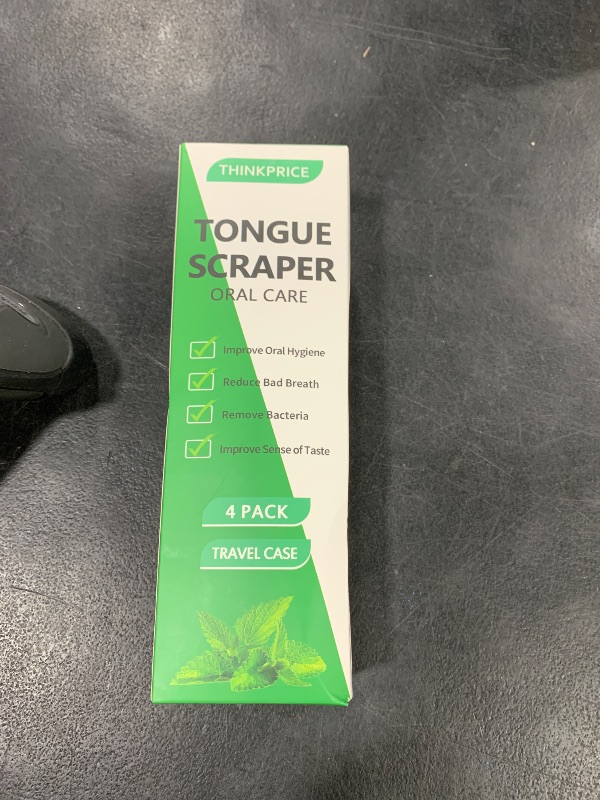 THINKPRICE
TONGUE
SCRAPER
ORAL CARE
Improve Oral Hygiene
Reduce Bad Breath
Remove Bacteria
Improve Sense of Taste
4 PACK
TRAVEL CASE